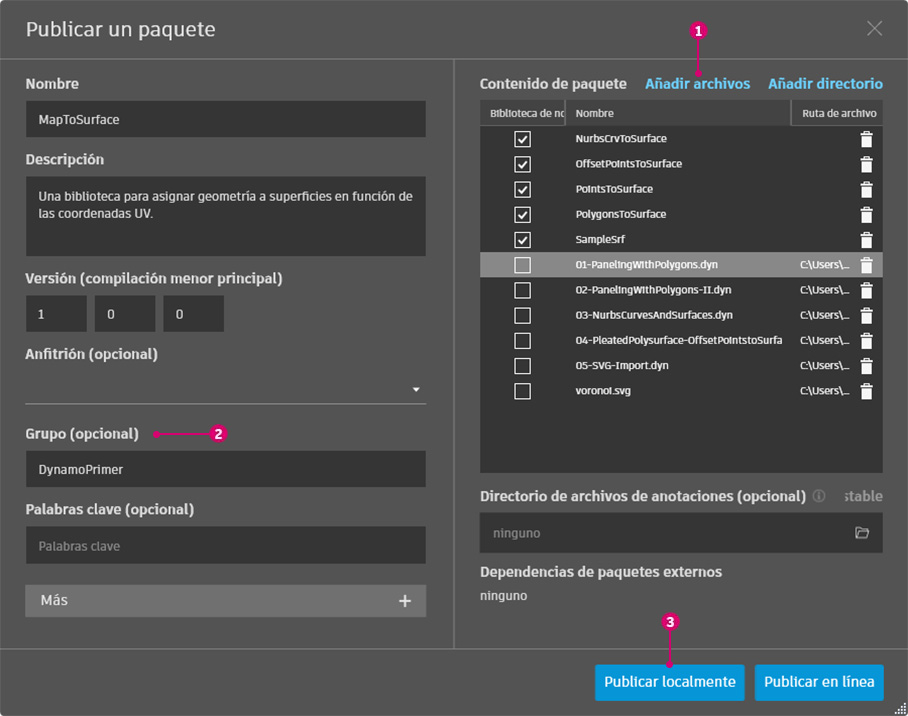 Publicar un paquete
1
Nombre
MapToSurface
Descripción
Una biblioteca para asignar geometría a superficies en función de
las coordenadas UV.
Versión (compilación menor principal)
1 0 0
Anfitrión (opcional)
Grupo (opcional) 2
DynamoPrimer
Palabras clave (opcional)
Palabras clave
Más +
Contenido de paquete Añadir archivos Añadir directorio
Biblioteca de no Nombre Ruta de archivo
NurbsCrvToSurface
OffsetPointsToSurface
PointsToSurface
PolygonsToSurface
SampleSrf
01-PanelingWithPolygons.dyn C:\Users\...
02-PanelingWithPolygons-II.dyn C:\Users\...
03-NurbsCurvesAndSurfaces.dyn C:\Users\...
04-PleatedPolysurface-OffsetPointstoSurfa C:\Users\...
05-SVG-Import.dyn C:\Users\...
voronoi.svg C:\Users\...
Directorio de archivos de anotaciones (opcional) stable
ninguno
Dependencias de paquetes externos
ninguno
3
Publicar localmente Publicar en línea